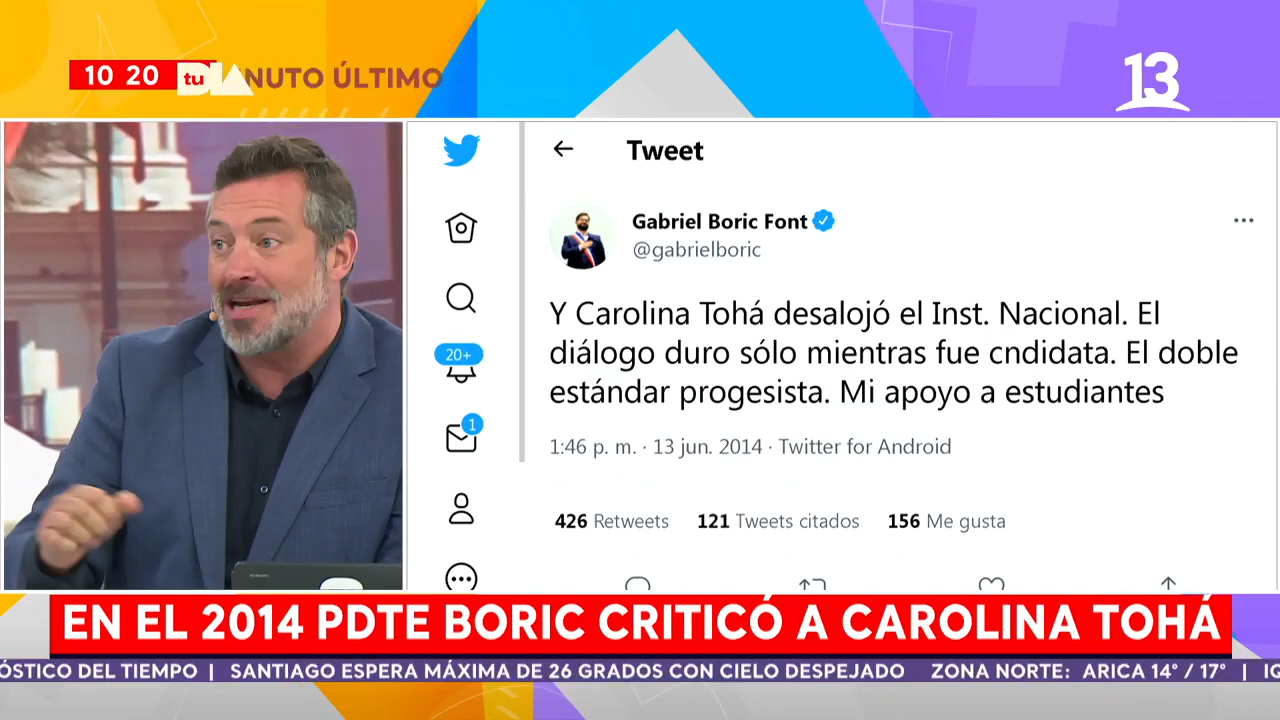 10 20 tu DIA NUTO ÚLTIMO
13
Tweet
Gabriel Boric Font
@gabrielboric
Y Carolina Tohá desalojó el Inst. Nacional. El
diálogo duro sólo mientras fue cndidata. El doble
estándar progesista. Mi apoyo a estudiantes
20+
1
1:46 p. m. · 13 jun. 2014 · Twitter for Android
426 Retweets 121 Tweets citados 156 Me gusta
EN EL 2014 PDTE BORIC CRITICÓ A CAROLINA TOHÁ
ÓSTICO DEL TIEMPO | SANTIAGO ESPERA MÁXIMA DE 26 GRADOS CON CIELO DESPEJADO ZONA NORTE: ARICA 14° / 17° | IQ